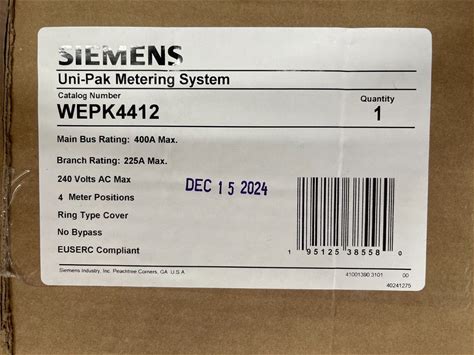 SIEMENS
Uni-Pak Metering System
Catalog Number
WEPK4412
Quantity
1
Main Bus Rating: 400A Max.
Branch Rating: 225A Max.
240 Volts AC Max
4 Meter Positions
Ring Type Cover
No Bypass
EUSERC Compliant
DEC 15 2024
1 95125 38558 0
Siemens Industry, Inc. Peachtree Corners, GA U.S.A
41001390 3101 00
40241275